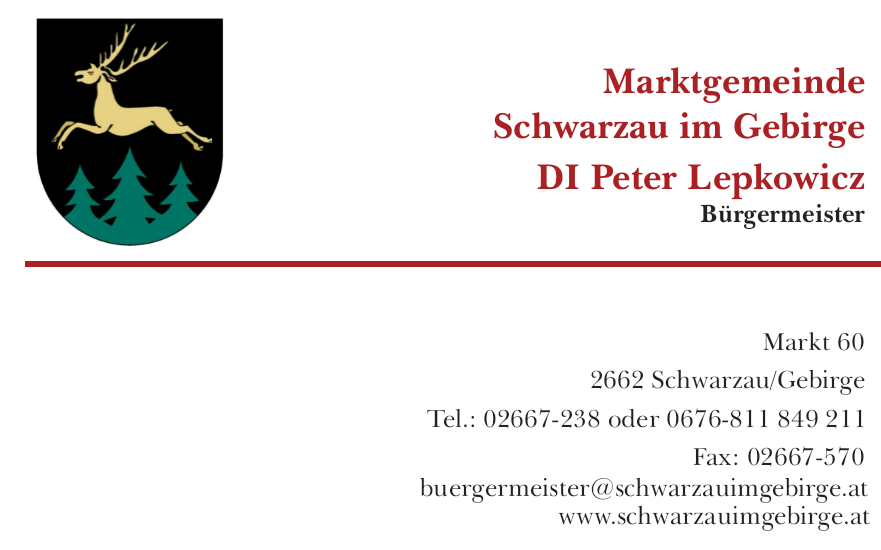 Marktgemeinde
Schwarzau im Gebirge
DI Peter Lepkowicz
Bürgermeister
Markt 60
2662 Schwarzau/Gebirge
Tel.: 02667-238 oder 0676-811 849 211
Fax: 02667-570
buergermeister@schwarzauimgebirge.at
www.schwarzauimgebirge.at